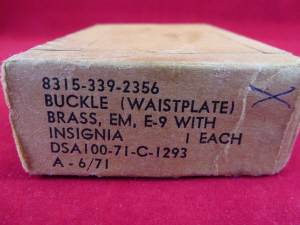 8315-339-2356
BUCKLE (WAISTPLATE)
BRASS, EM, E-9 WITH
INSIGNIA 1 EACH
DSA100-71-C-1293
A - 6/71